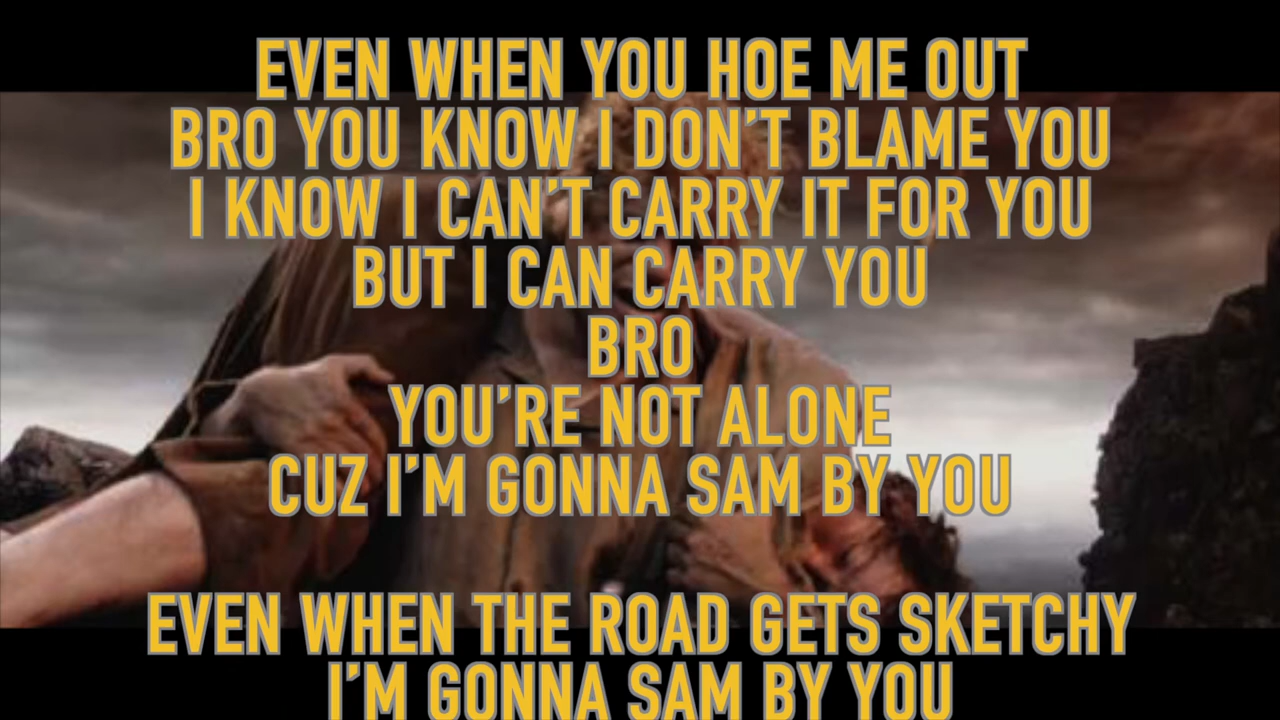 EVEN WHEN YOU HOE ME OUT
BRO YOU KNOW I DON'T BLAME YOU
I KNOW I CAN'T CARRY IT FOR YOU
BUT I CAN CARRY YOU
BRO
YOU'RE NOT ALONE
CUZ I'M GONNA SAM BY YOU
EVEN WHEN THE ROAD GETS SKETCHY
I'M GONNA SAM BY YOU